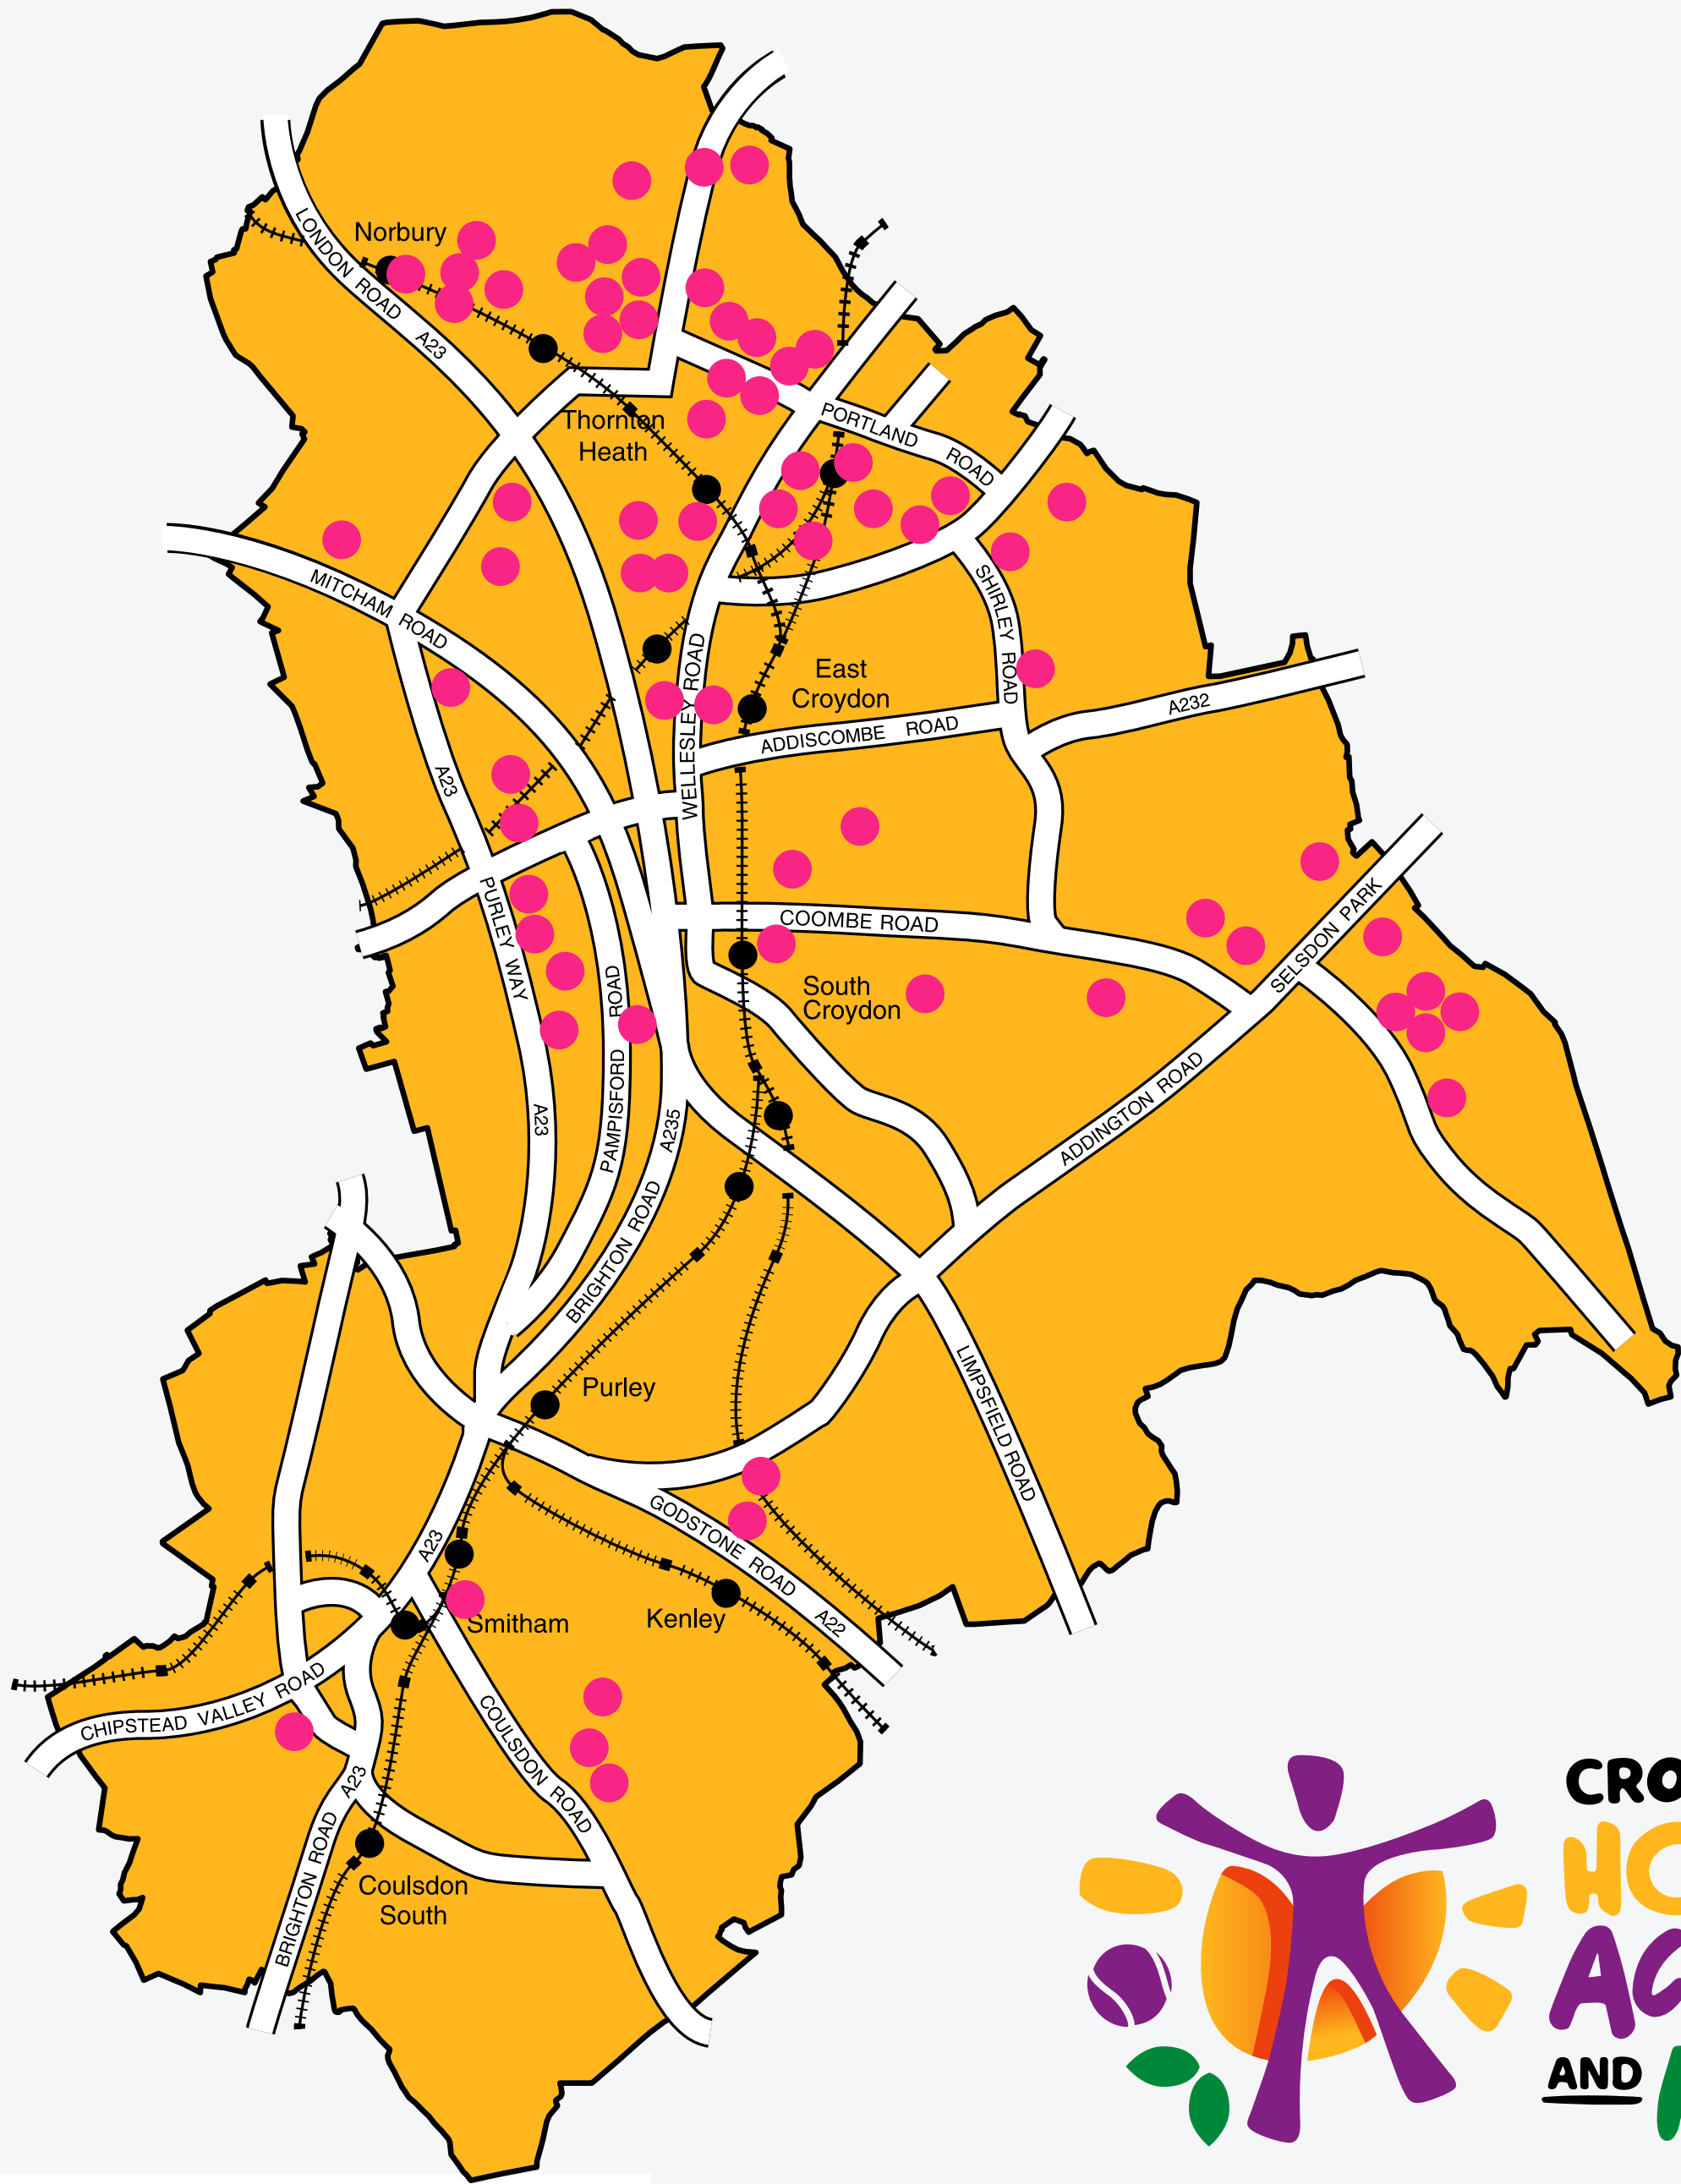 Norbury
LONDON ROAD A23
Thornton
Heath
PORTLAND ROAD
MITCHAM ROAD
SHIRLEY ROAD
WELLESLEY ROAD
East
Croydon
ADDISCOMBE ROAD
A232
A23
PURLEY WAY
COOMBE ROAD
SELSDON PARK
South
Croydon
PAMPISFORD ROAD
A23
A235
ADDINGTON ROAD
BRIGHTON ROAD
Purley
LIMPSFIELD ROAD
GODSTONE ROAD
A22
A23
Smitham
Kenley
CHIPSTEAD VALLEY ROAD
COULSDON ROAD
A23
BRIGHTON ROAD
Coulsdon
South
CRO
HO
AND